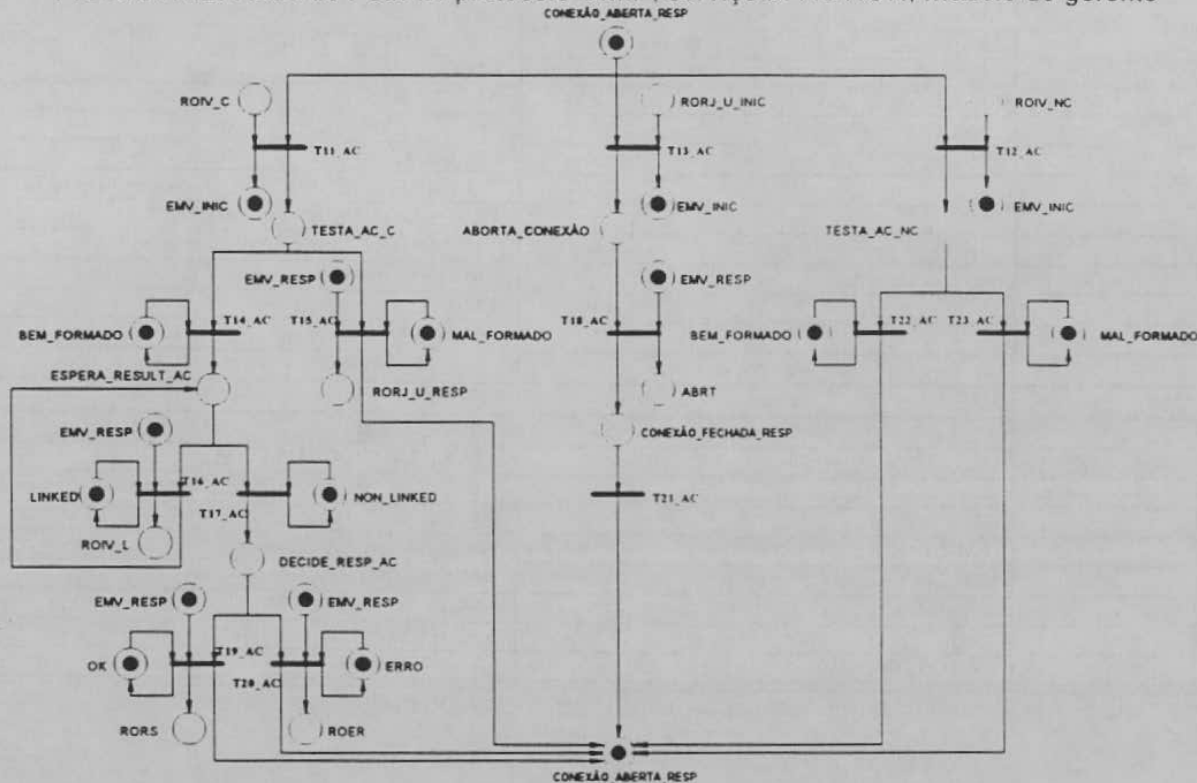 CONEXÃO_ABERTA_RESP
ROIV_C
RORJ_U_INIC
ROIV_NC
T11_AC
T13_AC
T12_AC
EMV_INIC
EMV_INIC
EMV_INIC
TESTA_AC_C
ABORTA_CONEXÃO
TESTA_AC_NC
EMV_RESP
EMV_RESP
BEM_FORMADO
T14_AC
T15_AC
MAL_FORMADO
T18_AC
BEM_FORMADO
T22_AC
T23_AC
MAL_FORMADO
ESPERA_RESULT_AC
RORJ_U_RESP
ABRT
EMV_RESP
CONEXÃO_FECHADA_RESP
LINKED
T16_AC
T17_AC
NON_LINKED
T21_AC
ROIV_L
DECIDE_RESP_AC
EMV_RESP
EMV_RESP
OK
T19_AC
T20_AC
ERRO
RORS
ROER
CONEXÃO_ABERTA_RESP